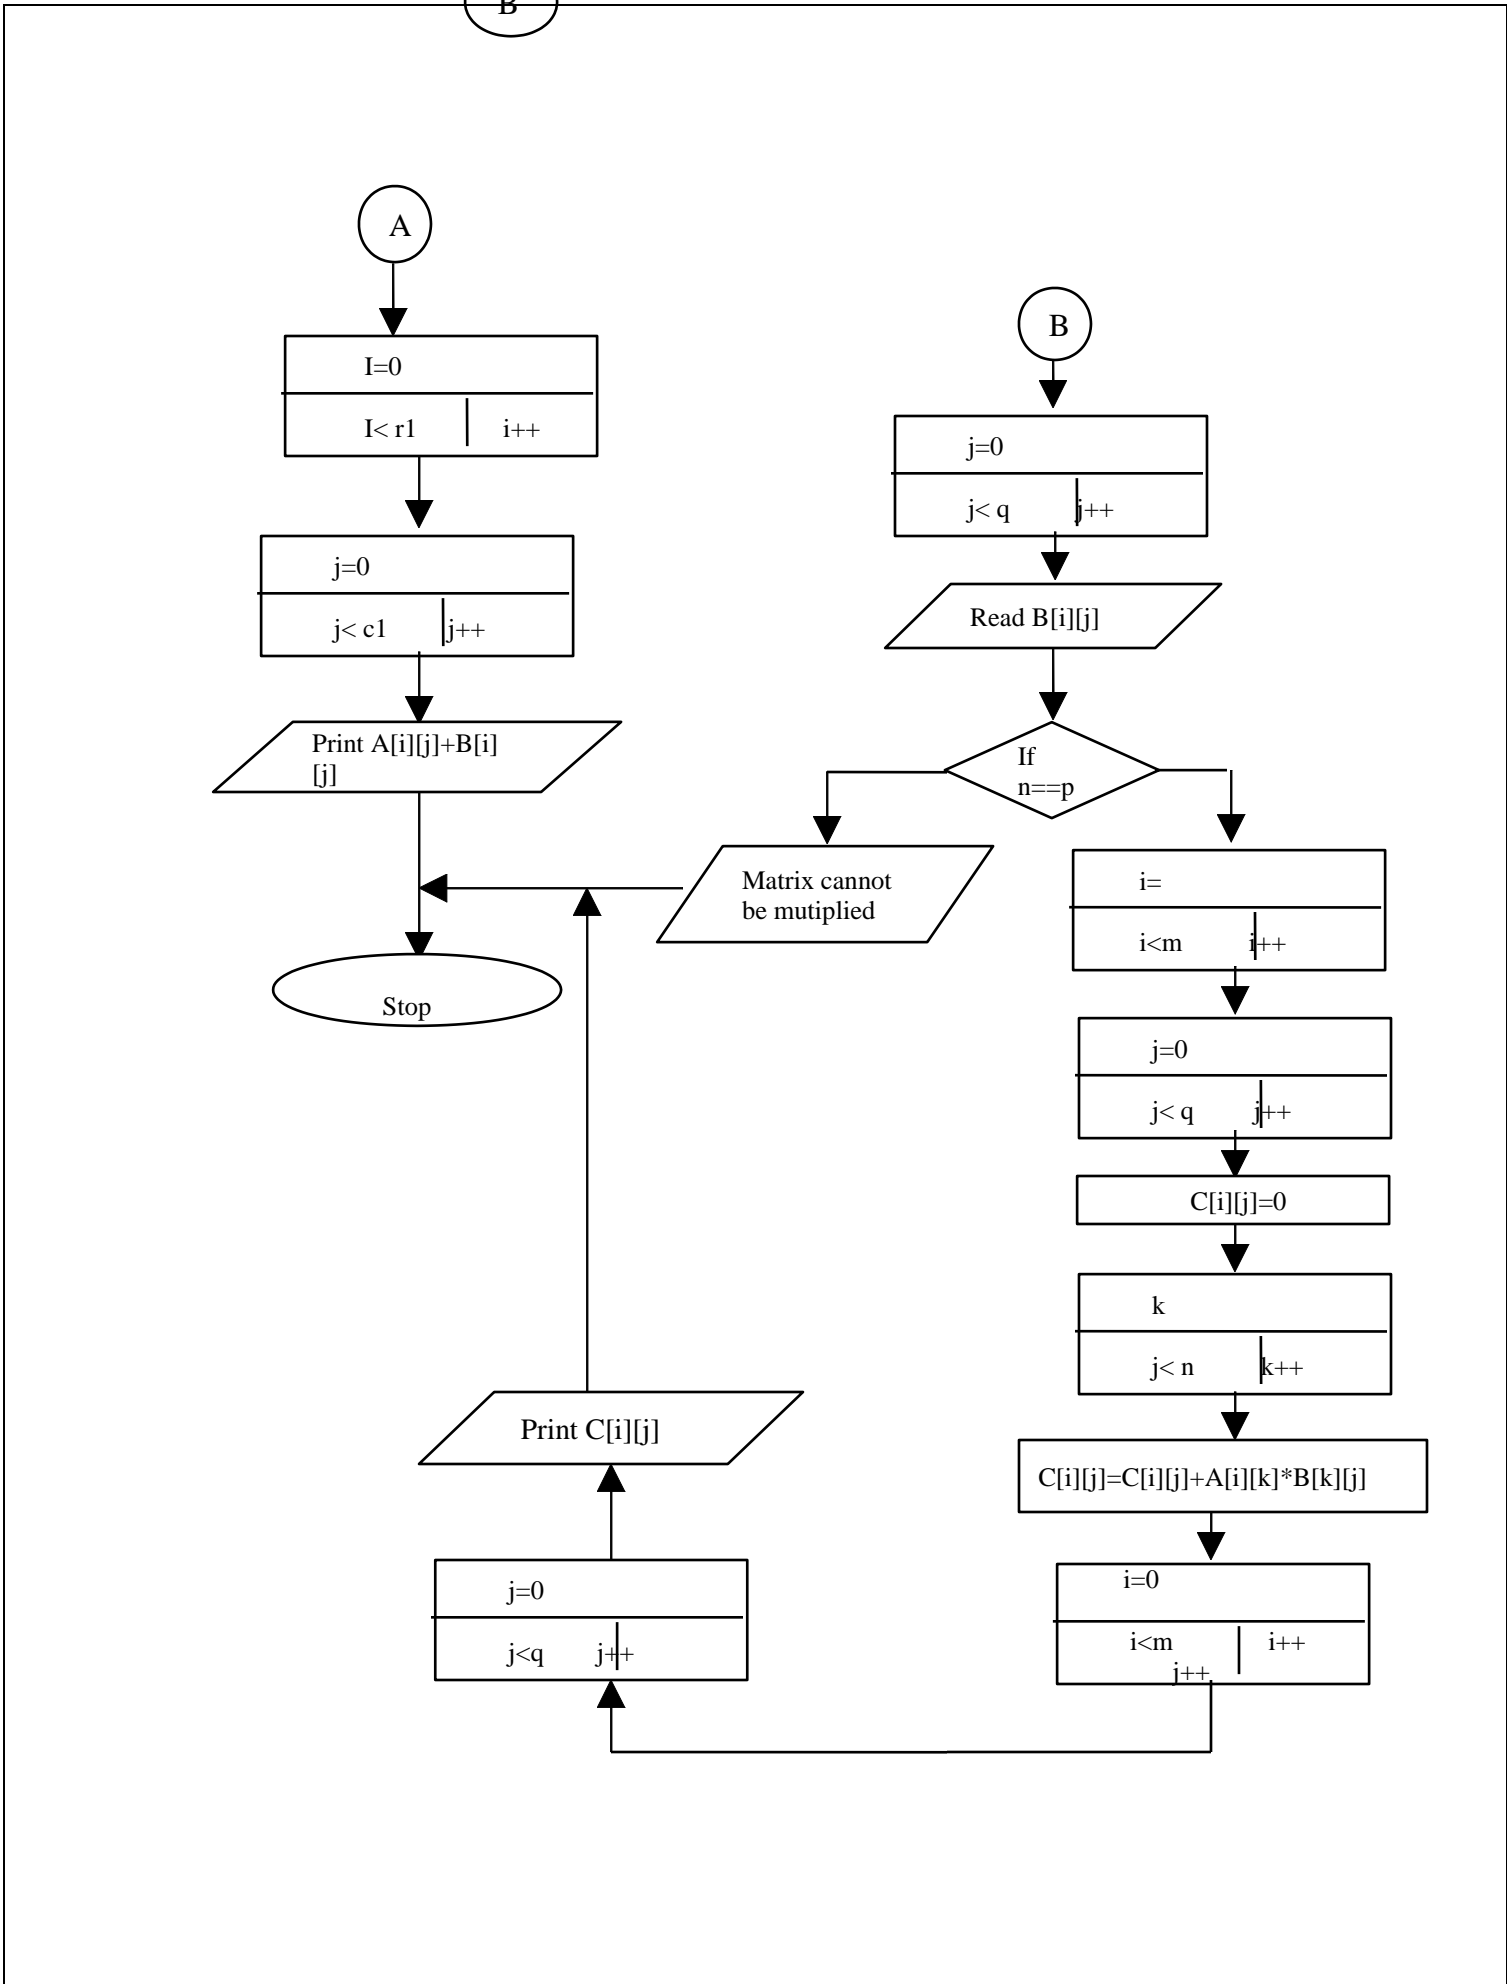 B
A
I=0
I< r1 i++
j=0
j< c1 j++
Print A[i][j]+B[i]
[j]
Stop
B
j=0
j< q j++
Read B[i][j]
If
n==p
Matrix cannot
be mutiplied
i=
i<m i++
j=0
j< q j++
C[i][j]=0
k
j< n k++
C[i][j]=C[i][j]+A[i][k]*B[k][j]
i=0
i<m i++
j++
j=0
j<q j++
Print C[i][j]